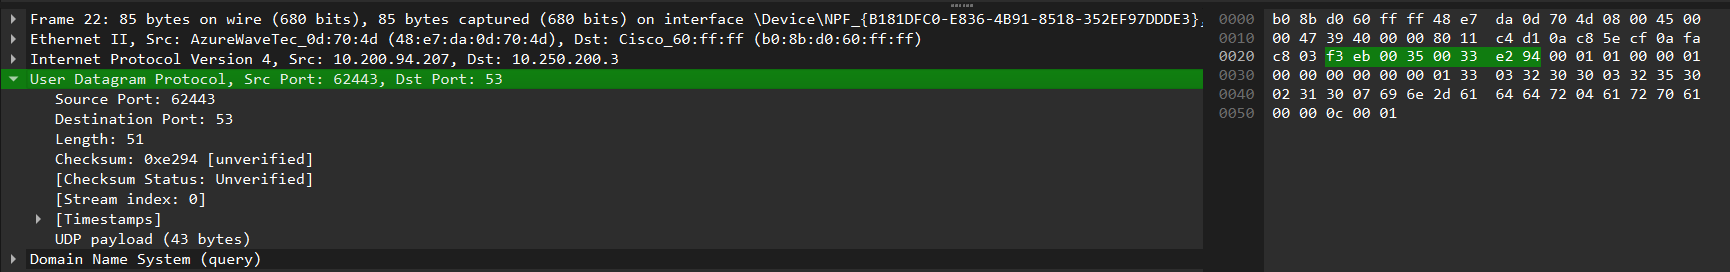 Frame 22: 85 bytes on wire (680 bits), 85 bytes captured (680 bits) on interface \Device\NPF_{B181DFC0-E836-4B91-8518-352EF97DDDE3},
Ethernet II, Src: AzureWaveTec_0d:70:4d (48:e7:da:0d:70:4d), Dst: Cisco_60:ff:ff (b0:8b:d0:60:ff:ff)
Internet Protocol Version 4, Src: 10.200.94.207, Dst: 10.250.200.3
User Datagram Protocol, Src Port: 62443, Dst Port: 53
Source Port: 62443
Destination Port: 53
Length: 51
Checksum: 0xe294 [unverified]
[Checksum Status: Unverified]
[Stream index: 0]
[Timestamps]
UDP payload (43 bytes)
Domain Name System (query)
0000 b0 8b d0 60 ff ff 48 e7 da 0d 70 4d 08 00 45 00
0010 00 47 39 40 00 00 80 11 c4 d1 0a c8 5e cf 0a fa
0020 c8 03 f3 eb 00 35 00 33 e2 94 00 01 01 00 00 01
0030 00 00 00 00 00 00 01 33 03 32 30 30 03 32 35 30
0040 02 31 30 07 69 6e 2d 61 64 64 72 04 61 72 70 61
0050 00 00 0c 00 01